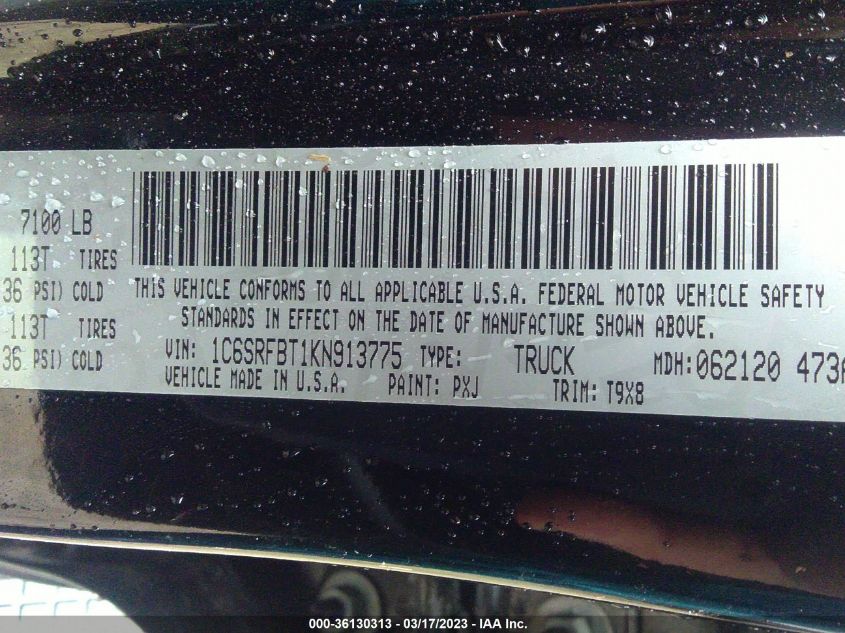 7100 LB
113T TIRES
36 PSI) COLD
113T TIRES
36 PSI) COLD
THIS VEHICLE CONFORMS TO ALL APPLICABLE U.S.A. FEDERAL MOTOR VEHICLE SAFETY
STANDARDS IN EFFECT ON THE DATE OF MANUFACTURE SHOWN ABOVE.
VIN: 1C6SRFBT1KN913775 TYPE: TRUCK MDH:062120 473A
VEHICLE MADE IN U.S.A. PAINT: PXJ TRIM: T9X8
000-36130313 — 03/17/2023 — IAA Inc.